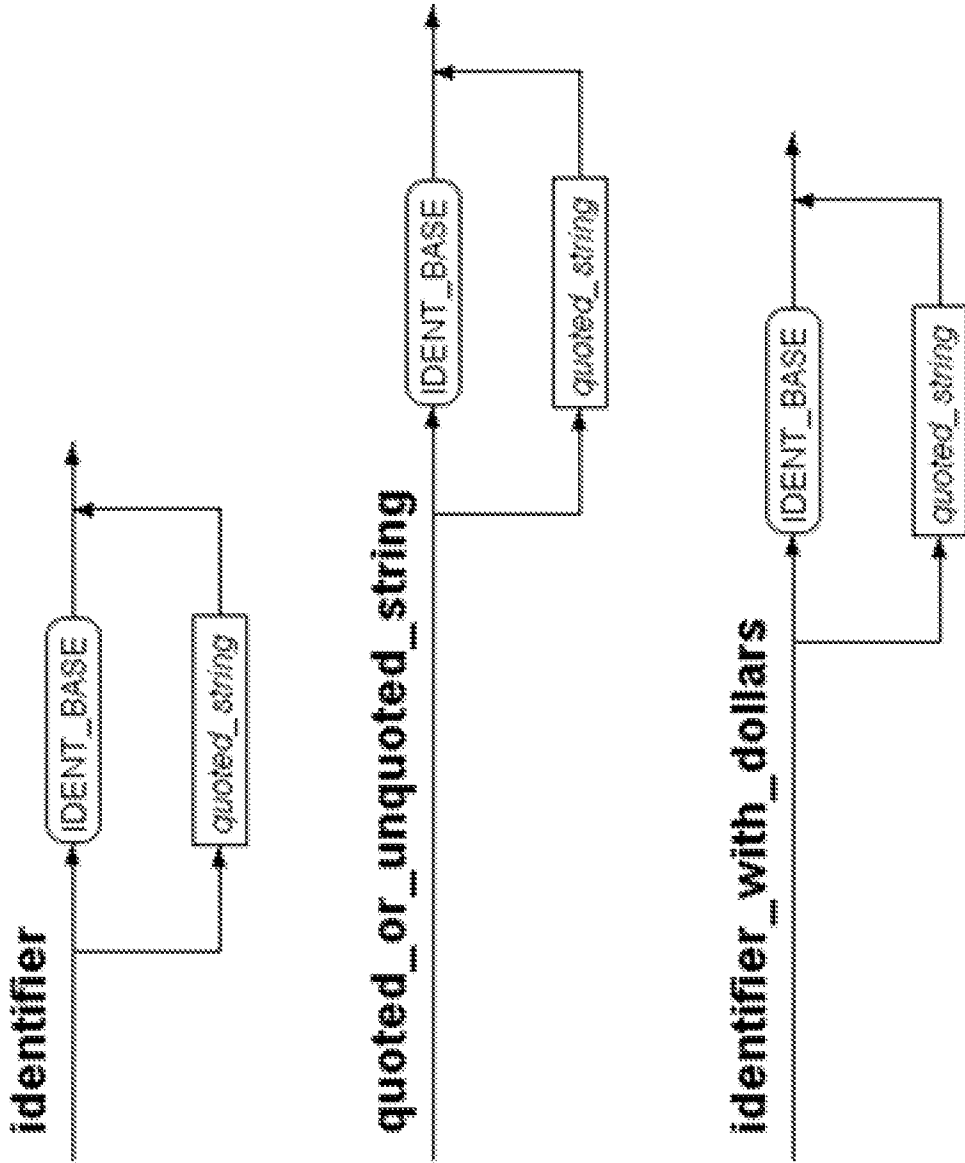 identifier
IDENT_BASE
quoted_string
quoted_or_unquoted_string
IDENT_BASE
quoted_string
identifier_with_dollars
IDENT_BASE
quoted_string